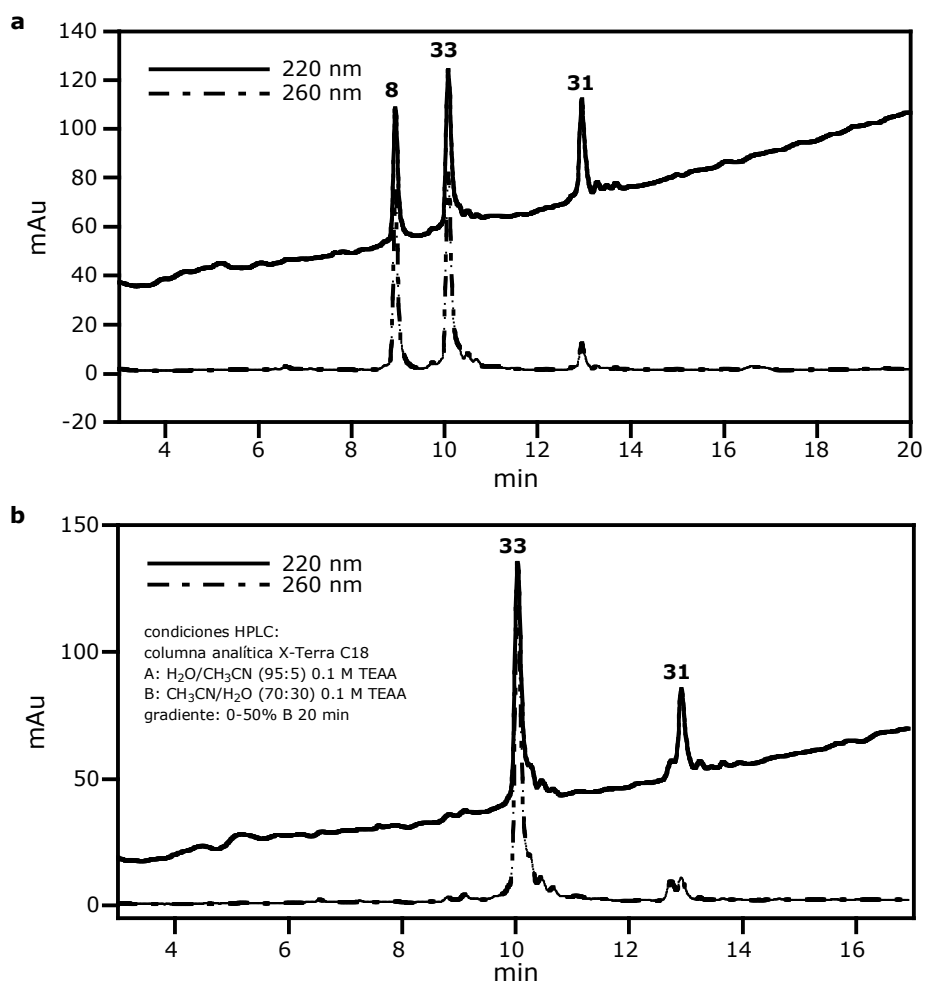 a
140
120
100
80
60
40
20
0
-20
mAu
220 nm
260 nm
8
33
31
4 6 8 10 12 14 16 18 20
min
b
150
100
50
0
mAu
220 nm
260 nm
33
31
condiciones HPLC:
columna analítica X-Terra C18
A: H₂O/CH₃CN (95:5) 0.1 M TEAA
B: CH₃CN/H₂O (70:30) 0.1 M TEAA
gradiente: 0-50% B 20 min
4 6 8 10 12 14 16
min